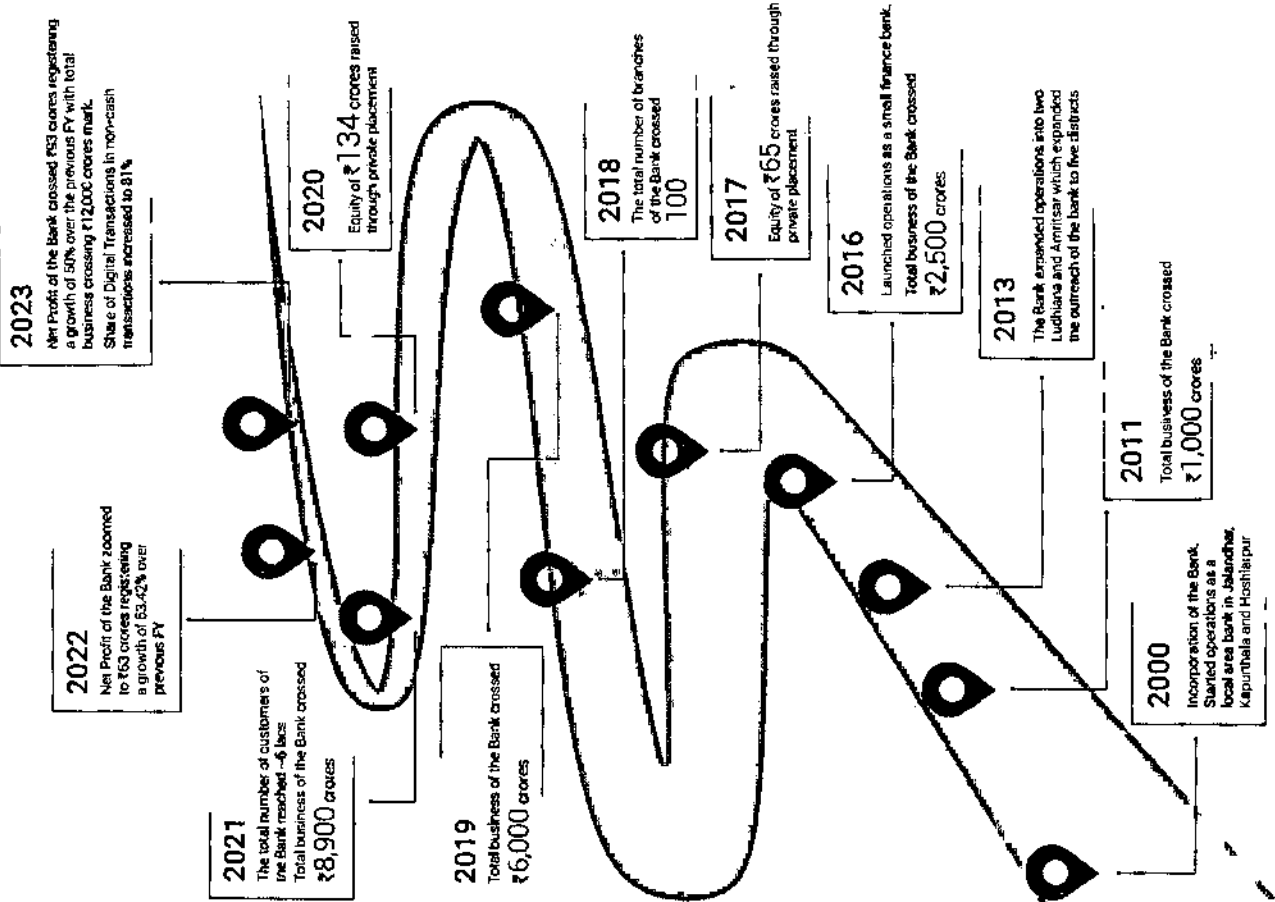 2023
Net Profit of the Bank crossed ₹93 crores registering
a growth of 50% over the previous FY with total
business crossing ₹12,000 crores mark.
Share of Digital Transactions in non-cash
transactions increased to 81%
2022
Net Profit of the Bank zoomed
to ₹63 crores registering
a growth of 53.42% over
previous FY
2021
The total number of customers of
the Bank reached ~6 lacs
Total business of the Bank crossed
₹8,900 crores
2020
Equity of ₹134 crores raised
through private placement
2019
Total business of the Bank crossed
₹6,000 crores
2018
The total number of branches
of the Bank crossed
100
2017
Equity of ₹65 crores raised through
private placement
2016
Launched operations as a small finance bank.
Total business of the Bank crossed
₹2,500 crores
2013
The Bank expanded operations into two
Ludhiana and Amritsar which expanded
the outreach of the bank to five districts
2011
Total business of the Bank crossed
₹1,000 crores
2000
Incorporation of the Bank.
Started operations as a
local area bank in Jalandhar,
Kapurthala and Hoshiarpur